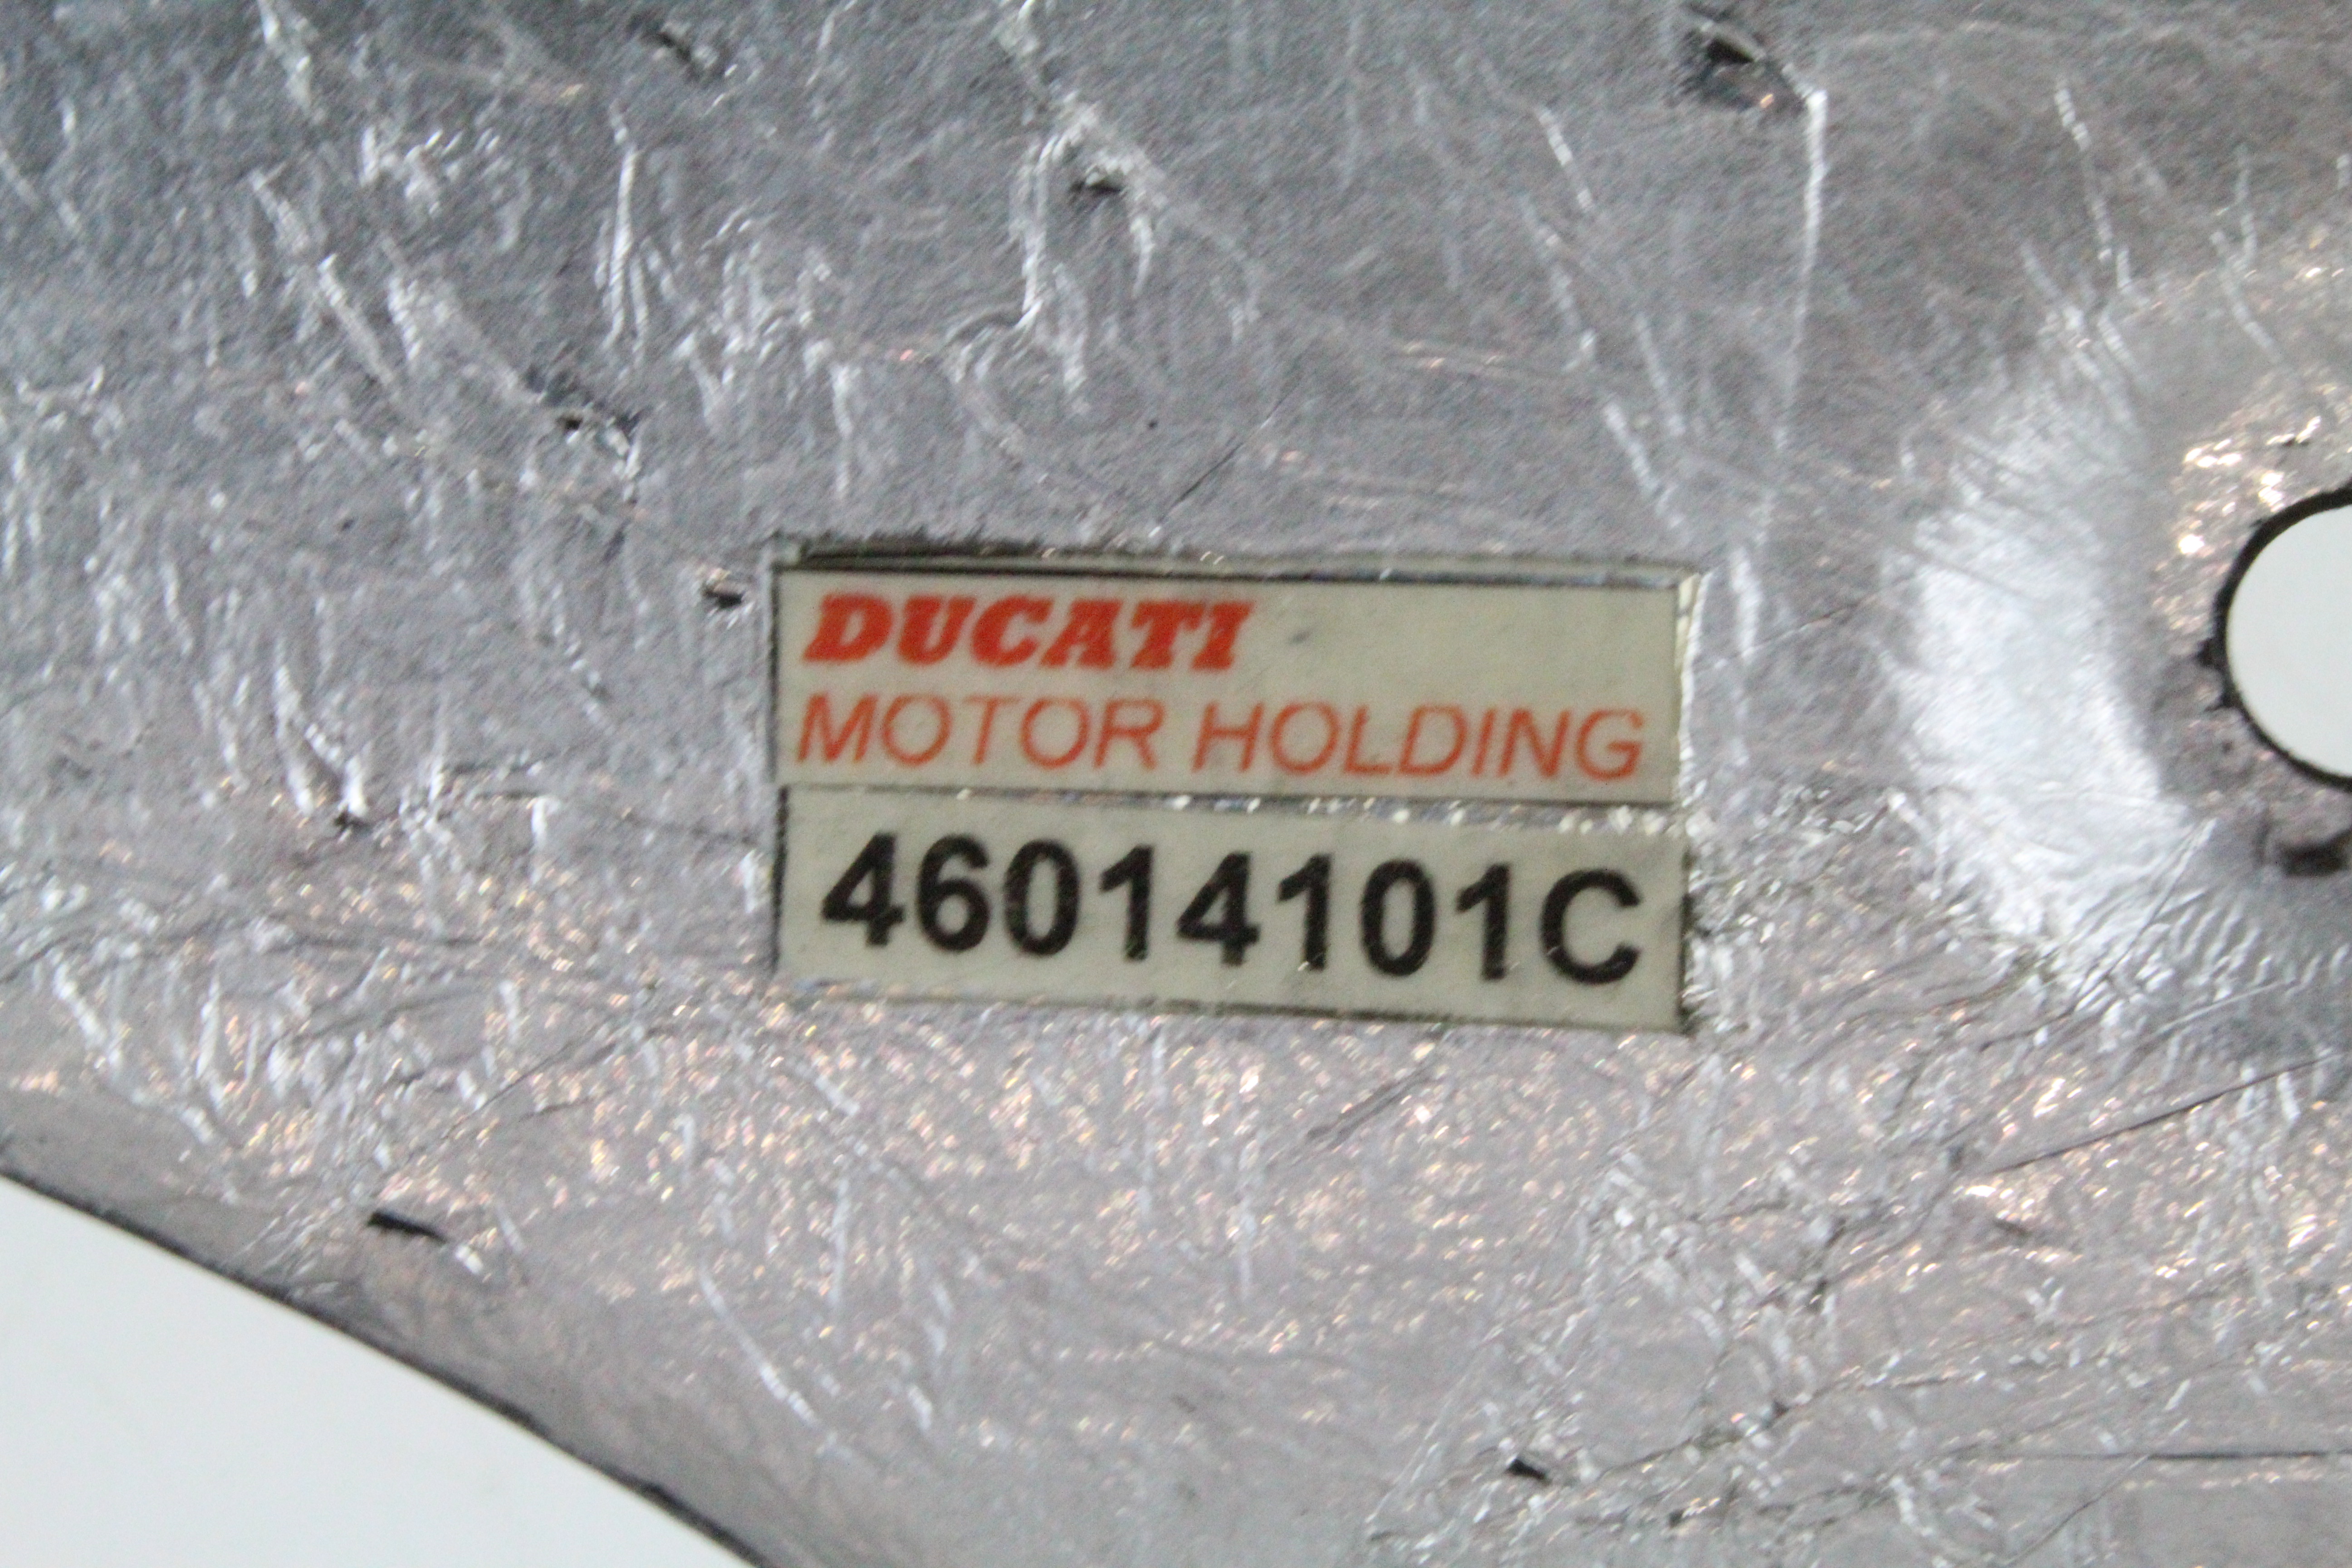 DUCATI
MOTOR HOLDING
46014101C